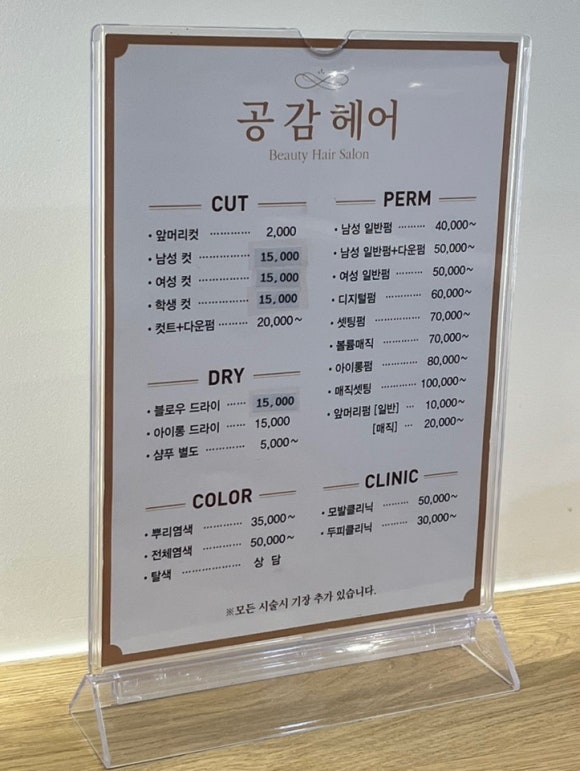 공감헤어
Beauty Hair Salon
CUT
• 앞머리컷 ………… 2,000
• 남성 컷 ………… 15,000
• 여성 컷 ………… 15,000
• 학생 컷 ………… 15,000
• 컷트+다운펌 ……… 20,000~
DRY
• 블로우 드라이 …… 15,000
• 아이롱 드라이 …… 15,000
• 샴푸 별도 ………… 5,000~
COLOR
• 뿌리염색 ………… 35,000~
• 전체염색 ………… 50,000~
• 탈색 ……………… 상 담
PERM
• 남성 일반펌 ……… 40,000~
• 남성 일반펌+다운펌 50,000~
• 여성 일반펌 ……… 50,000~
• 디지털펌 ………… 60,000~
• 셋팅펌 …………… 70,000~
• 볼륨매직 ………… 70,000~
• 아이롱펌 ………… 80,000~
• 매직셋팅 ………… 100,000~
• 앞머리펌 [일반] … 10,000~
[매직] … 20,000~
CLINIC
• 모발클리닉 ……… 50,000~
• 두피클리닉 ……… 30,000~
※모든 시술시 기장 추가 있습니다.